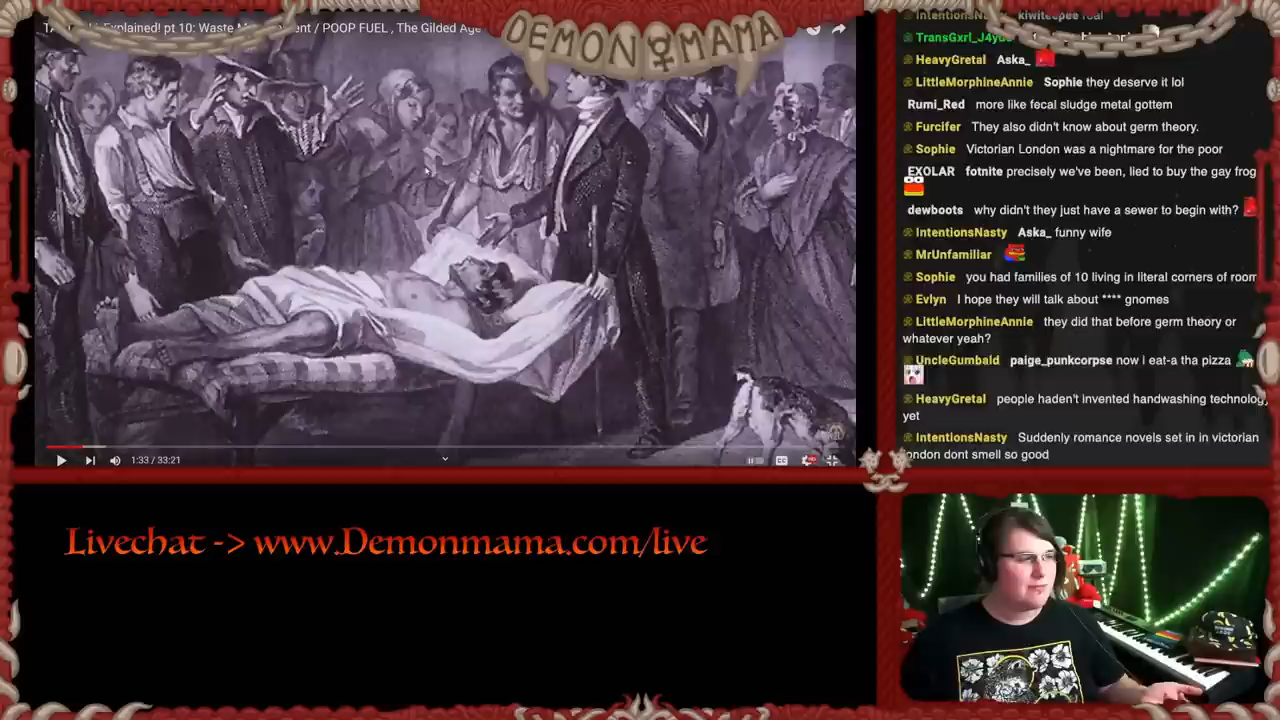 Explained! pt 10: Waste
/ POOP FUEL , The Gilded Age
DEMON MAMA
1:33 / 33:21
CC
kiwiteepee real
HeavyGretal Aska_
LittleMorphineAnnie Sophie they deserve it lol
Rumi_Red more like fecal sludge metal gottem
Furcifer They also didn't know about germ theory.
Sophie Victorian London was a nightmare for the poor
EXOLAR fotnite precisely we've been, lied to buy the gay frog
dewboots why didn't they just have a sewer to begin with?
IntentionsNasty Aska_ funny wife
MrUnfamiliar
Sophie you had families of 10 living in literal corners of room
Evlyn I hope they will talk about **** gnomes
LittleMorphineAnnie they did that before germ theory or
whatever yeah?
UncleGumbald paige_punkcorpse now I eat-a tha pizza
HeavyGretal people haven't invented handwashing technology
yet
IntentionsNasty Suddenly romance novels set in in victorian
london dont smell so good
Livechat -> www.Demonmama.com/live